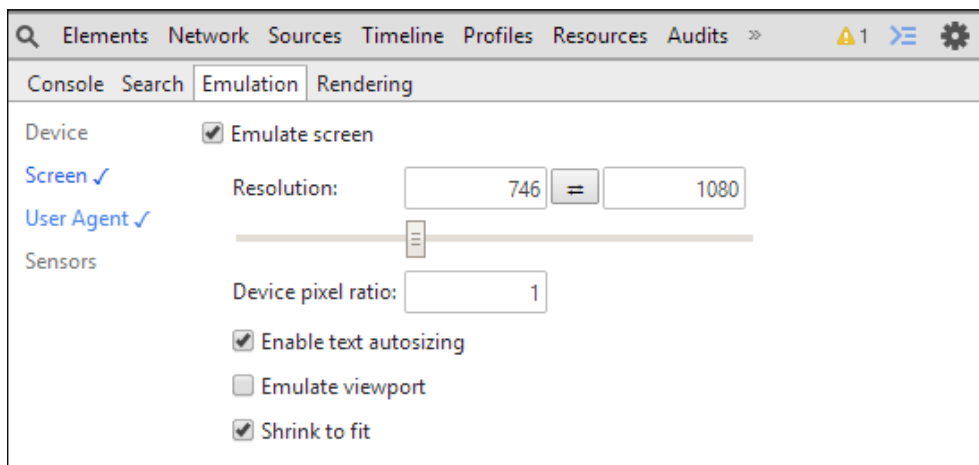 Elements Network Sources Timeline Profiles Resources Audits » 1
Console Search Emulation Rendering
Device
Emulate screen
Screen ✓
Resolution: 746 1080
User Agent ✓
Sensors
Device pixel ratio: 1
Enable text autosizing
Emulate viewport
Shrink to fit